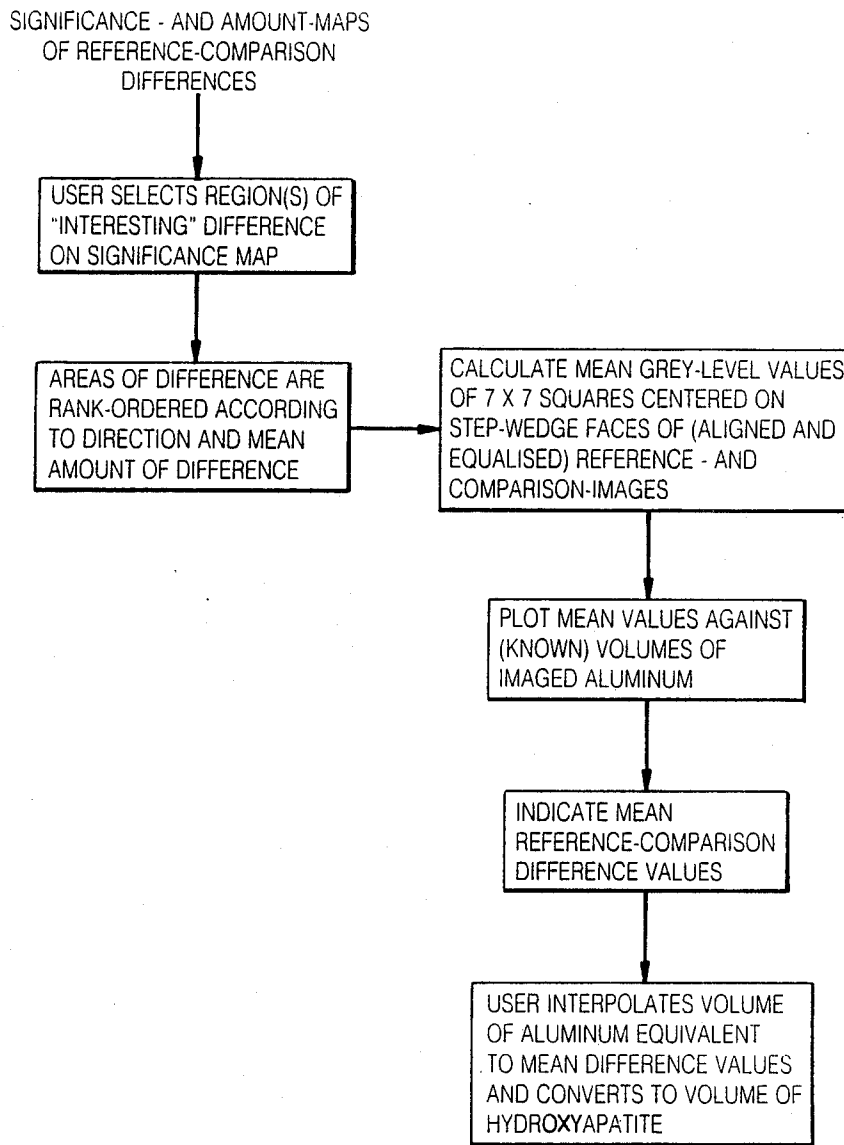 SIGNIFICANCE - AND AMOUNT-MAPS
OF REFERENCE-COMPARISON
DIFFERENCES
USER SELECTS REGION(S) OF
"INTERESTING" DIFFERENCE
ON SIGNIFICANCE MAP
AREAS OF DIFFERENCE ARE
RANK-ORDERED ACCORDING
TO DIRECTION AND MEAN
AMOUNT OF DIFFERENCE
CALCULATE MEAN GREY-LEVEL VALUES
OF 7 X 7 SQUARES CENTERED ON
STEP-WEDGE FACES OF (ALIGNED AND
EQUALISED) REFERENCE - AND
COMPARISON-IMAGES
PLOT MEAN VALUES AGAINST
(KNOWN) VOLUMES OF
IMAGED ALUMINUM
INDICATE MEAN
REFERENCE-COMPARISON
DIFFERENCE VALUES
USER INTERPOLATES VOLUME
OF ALUMINUM EQUIVALENT
TO MEAN DIFFERENCE VALUES
AND CONVERTS TO VOLUME OF
HYDROXYAPATITE